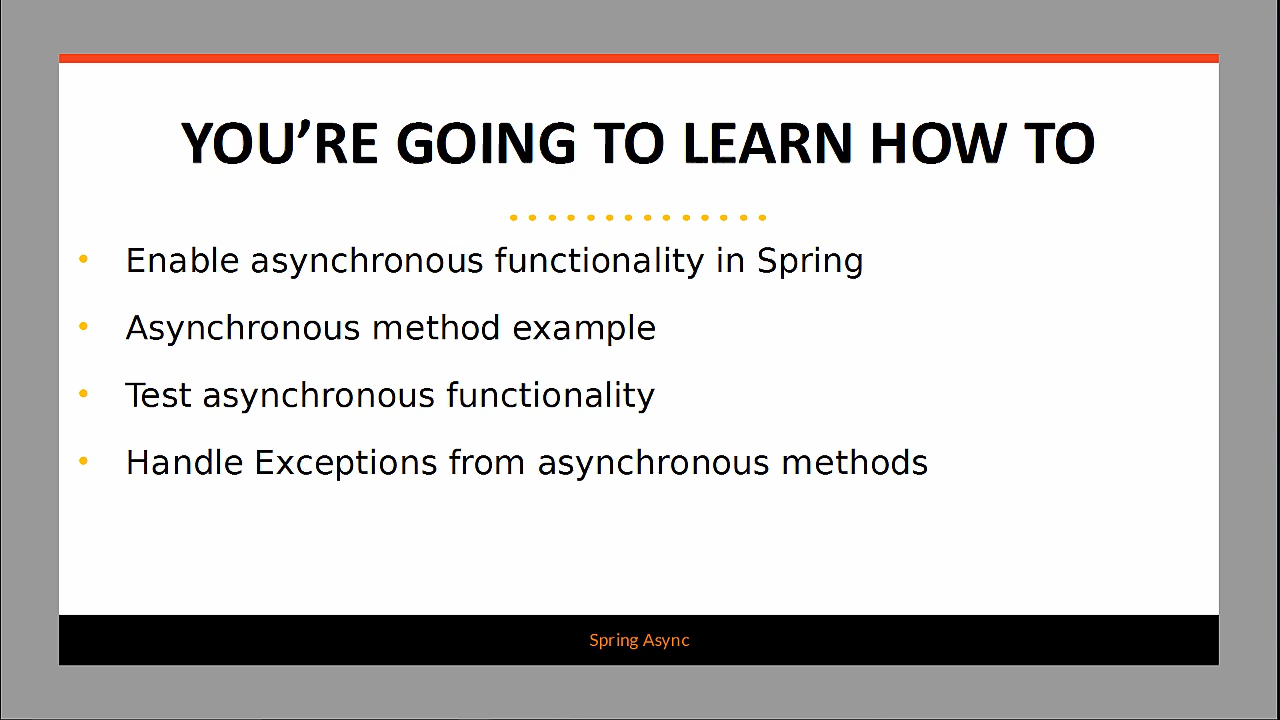 YOU’RE GOING TO LEARN HOW TO
Enable asynchronous functionality in Spring
Asynchronous method example
Test asynchronous functionality
Handle Exceptions from asynchronous methods
Spring Async